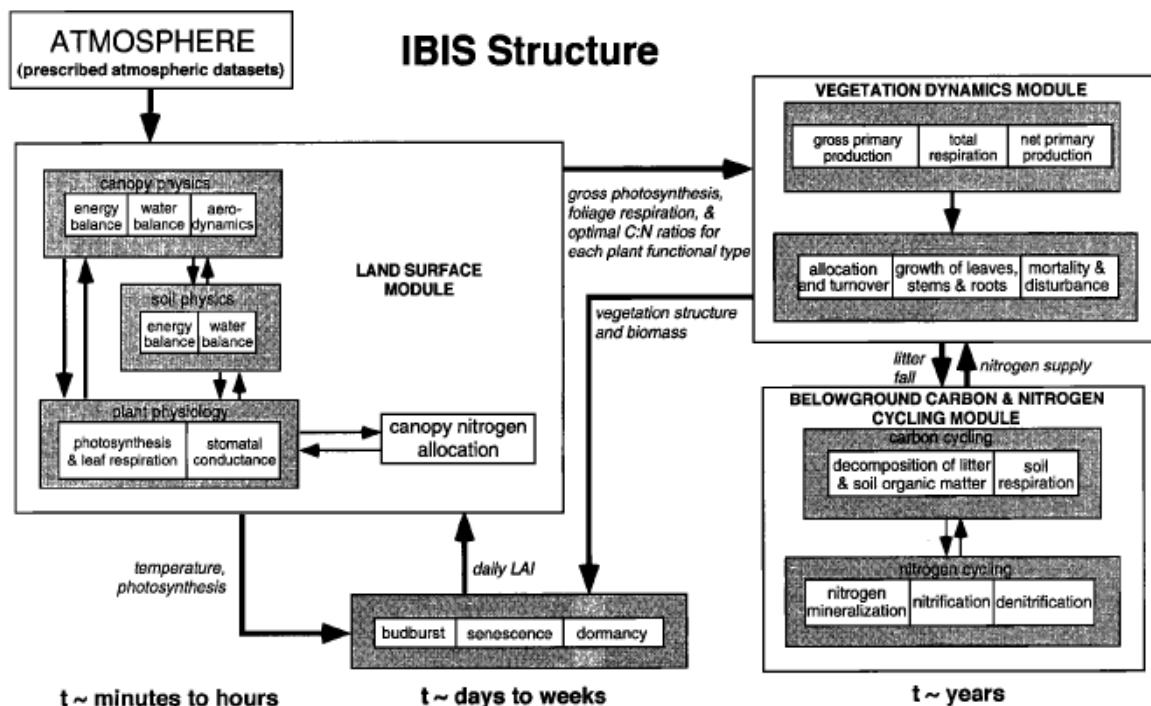 ATMOSPHERE
(prescribed atmospheric datasets)
IBIS Structure
VEGETATION DYNAMICS MODULE
gross primary
production
total
respiration
net primary
production
allocation
and turnover
growth of leaves,
stems & roots
mortality &
disturbance
canopy physics
energy
balance
water
balance
aero-
dynamics
soil physics
energy
balance
water
balance
plant physiology
photosynthesis
& leaf respiration
stomatal
conductance
LAND SURFACE
MODULE
canopy nitrogen
allocation
gross photosynthesis,
foliage respiration, &
optimal C:N ratios for
each plant functional type
vegetation structure
and biomass
litter
fall
nitrogen supply
BELOWGROUND CARBON & NITROGEN
CYCLING MODULE
carbon cycling
decomposition of litter
& soil organic matter
soil
respiration
nitrogen cycling
nitrogen
mineralization
nitrification
denitrification
temperature,
photosynthesis
daily LAI
budburst
senescence
dormancy
t ~ minutes to hours
t ~ days to weeks
t ~ years